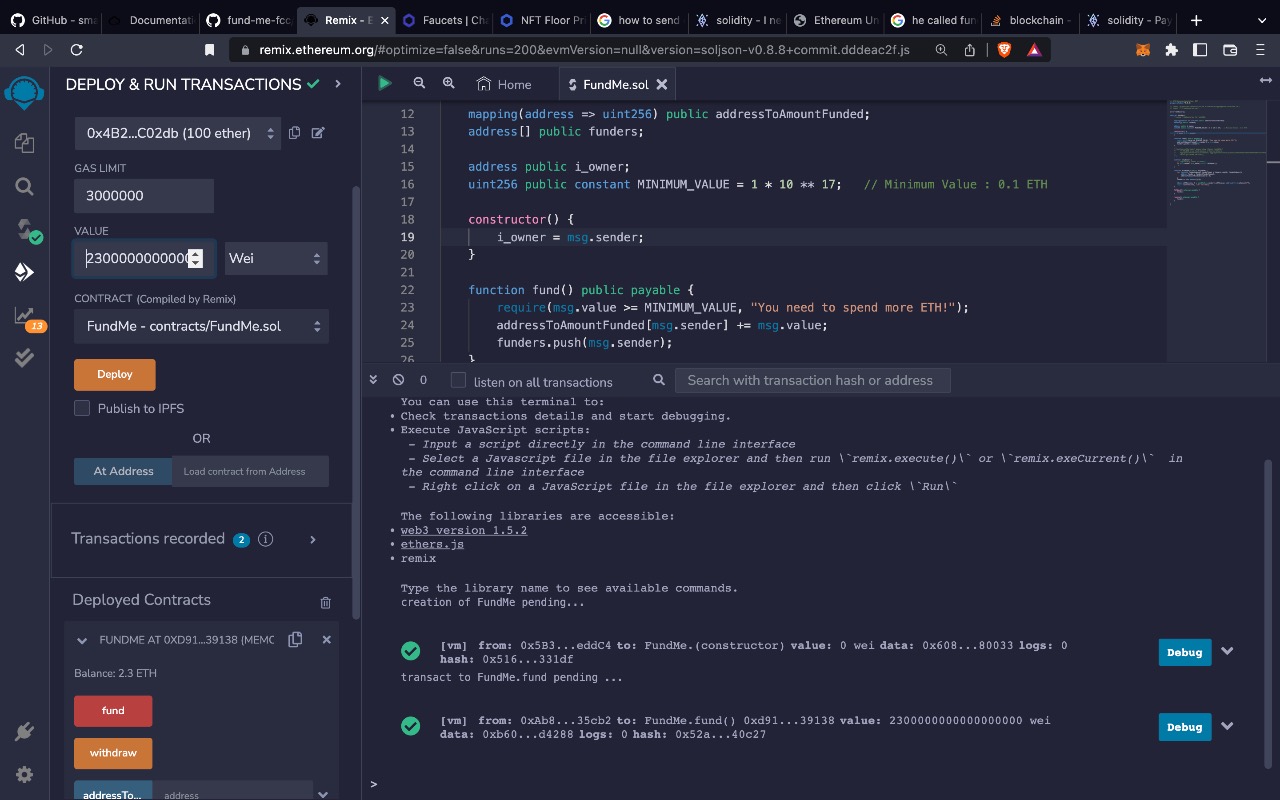 GitHub - sma
Documentati
fund-me-fcc
Remix - E
Faucets | Cha
NFT Floor Pri
how to send
solidity - I ne
Ethereum Un
he called fun
blockchain -
solidity - Pay
remix.ethereum.org/#optimize=false&runs=200&evmVersion=null&version=soljson-v0.8.8+commit.dddeac2f.js
DEPLOY & RUN TRANSACTIONS
Home
FundMe.sol
0x4B2...C02db (100 ether)
GAS LIMIT
3000000
VALUE
2300000000000
Wei
CONTRACT (Compiled by Remix)
FundMe - contracts/FundMe.sol
Deploy
Publish to IPFS
OR
At Address
Load contract from Address
Transactions recorded 2
Deployed Contracts
FUNDME AT 0XD91...39138 (MEMC
Balance: 2.3 ETH
fund
withdraw
addressTo...
address
13
12 mapping(address => uint256) public addressToAmountFunded;
13 address[] public funders;
14
15 address public i_owner;
16 uint256 public constant MINIMUM_VALUE = 1 * 10 ** 17; // Minimum Value : 0.1 ETH
17
18 constructor() {
19 i_owner = msg.sender;
20 }
21
22 function fund() public payable {
23 require(msg.value >= MINIMUM_VALUE, "You need to spend more ETH!");
24 addressToAmountFunded[msg.sender] += msg.value;
25 funders.push(msg.sender);
26 }
0
listen on all transactions
Search with transaction hash or address
You can use this terminal to:
• Check transactions details and start debugging.
• Execute JavaScript scripts:
- Input a script directly in the command line interface
- Select a Javascript file in the file explorer and then run \`remix.execute()\` or \`remix.exeCurrent()\` in
the command line interface
- Right click on a JavaScript file in the file explorer and then click \`Run\`
The following libraries are accessible:
• web3 version 1.5.2
• ethers.js
• remix
Type the library name to see available commands.
creation of FundMe pending...
[vm] from: 0x5B3...eddC4 to: FundMe.(constructor) value: 0 wei data: 0x608...80033 logs: 0
hash: 0x516...331df
Debug
transact to FundMe.fund pending ...
[vm] from: 0xAb8...35cb2 to: FundMe.fund() 0xd91...39138 value: 2300000000000000000 wei
data: 0xb60...d4288 logs: 0 hash: 0x52a...40c27
Debug
>